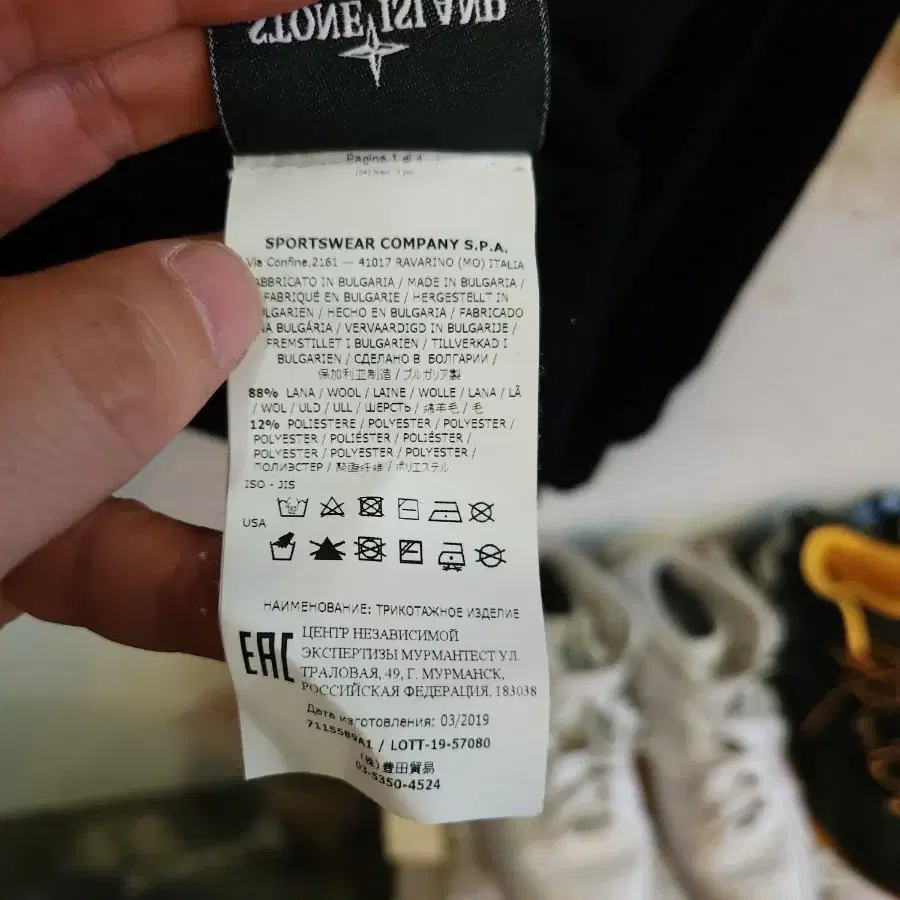 STONE ISLAND
Pagina 1 di 4
SPORTSWEAR COMPANY S.P.A.
Via Confine,2161 — 41017 RAVARINO (MO) ITALIA
ABBRICATO IN BULGARIA / MADE IN BULGARIA /
FABRIQUÉ EN BULGARIE / HERGESTELLT IN
LGARIEN / HECHO EN BULGARIA / FABRICADO
NA BULGÁRIA / VERVAARDIGD IN BULGARIJE /
FREMSTILLET I BULGARIEN / TILLVERKAD I
BULGARIEN / СДЕЛАНО В БОЛГАРИИ /
保加利亚制造 / ブルガリア製
88% LANA / WOOL / LAINE / WOLLE / LANA / LÃ
/ WOL / ULD / ULL / ШЕРСТЬ / 绵羊毛 / 毛
12% POLIESTERE / POLYESTER / POLYESTER /
POLYESTER / POLIÉSTER / POLIÉSTER /
POLYESTER / POLYESTER / POLYESTER /
ПОЛИЭСТЕР / 聚酯纤维 / ポリエステル
ISO - JIS
USA
НАИМЕНОВАНИЕ: ТРИКОТАЖНОЕ ИЗДЕЛИЕ
EAC
ЦЕНТР НЕЗАВИСИМОЙ
ЭКСПЕРТИЗЫ МУРМАНТЕСТ УЛ.
ТРАЛОВАЯ, 49, Г. МУРМАНСК,
РОССИЙСКАЯ ФЕДЕРАЦИЯ, 183038
Дата изготовления: 03/2019
7115589A1 / LOTT-19-57080
(株)豊田貿易
03-5350-4524